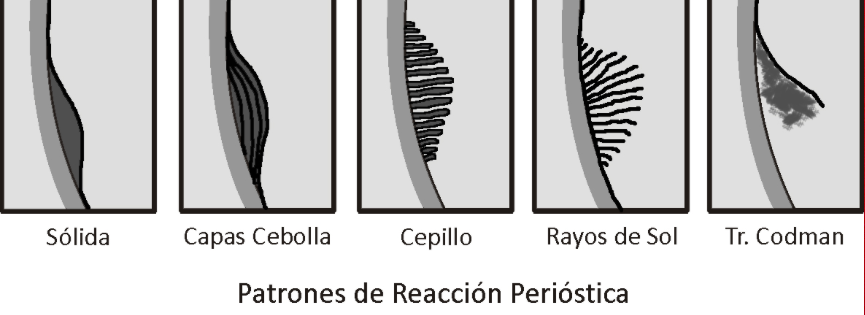 Sólida
Capas Cebolla
Cepillo
Rayos de Sol
Tr. Codman
Patrones de Reacción Perióstica